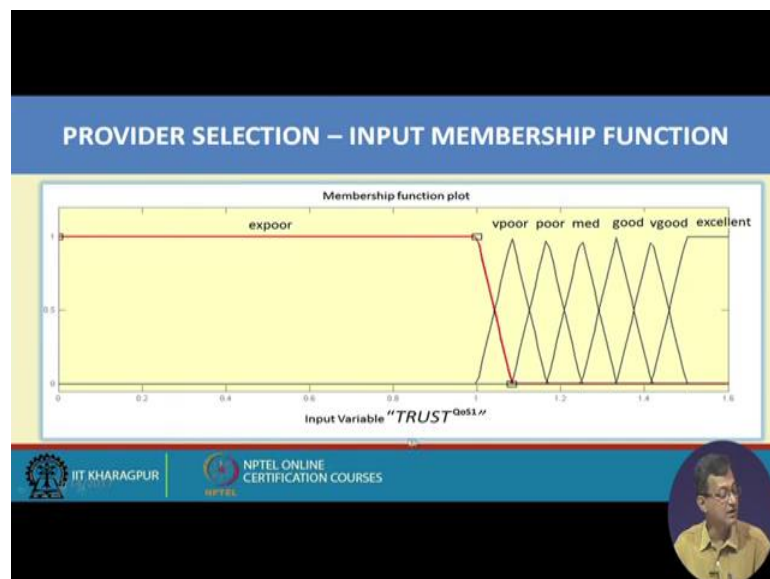 PROVIDER SELECTION – INPUT MEMBERSHIP FUNCTION
Membership function plot
expoor vpoor poor med good vgood excellent
1
0.5
0
0 0.2 0.4 0.6 0.8 1 1.2 1.4 1.6
Input Variable "TRUST^QoS1"
IIT KHARAGPUR
NPTEL
NPTEL ONLINE
CERTIFICATION COURSES